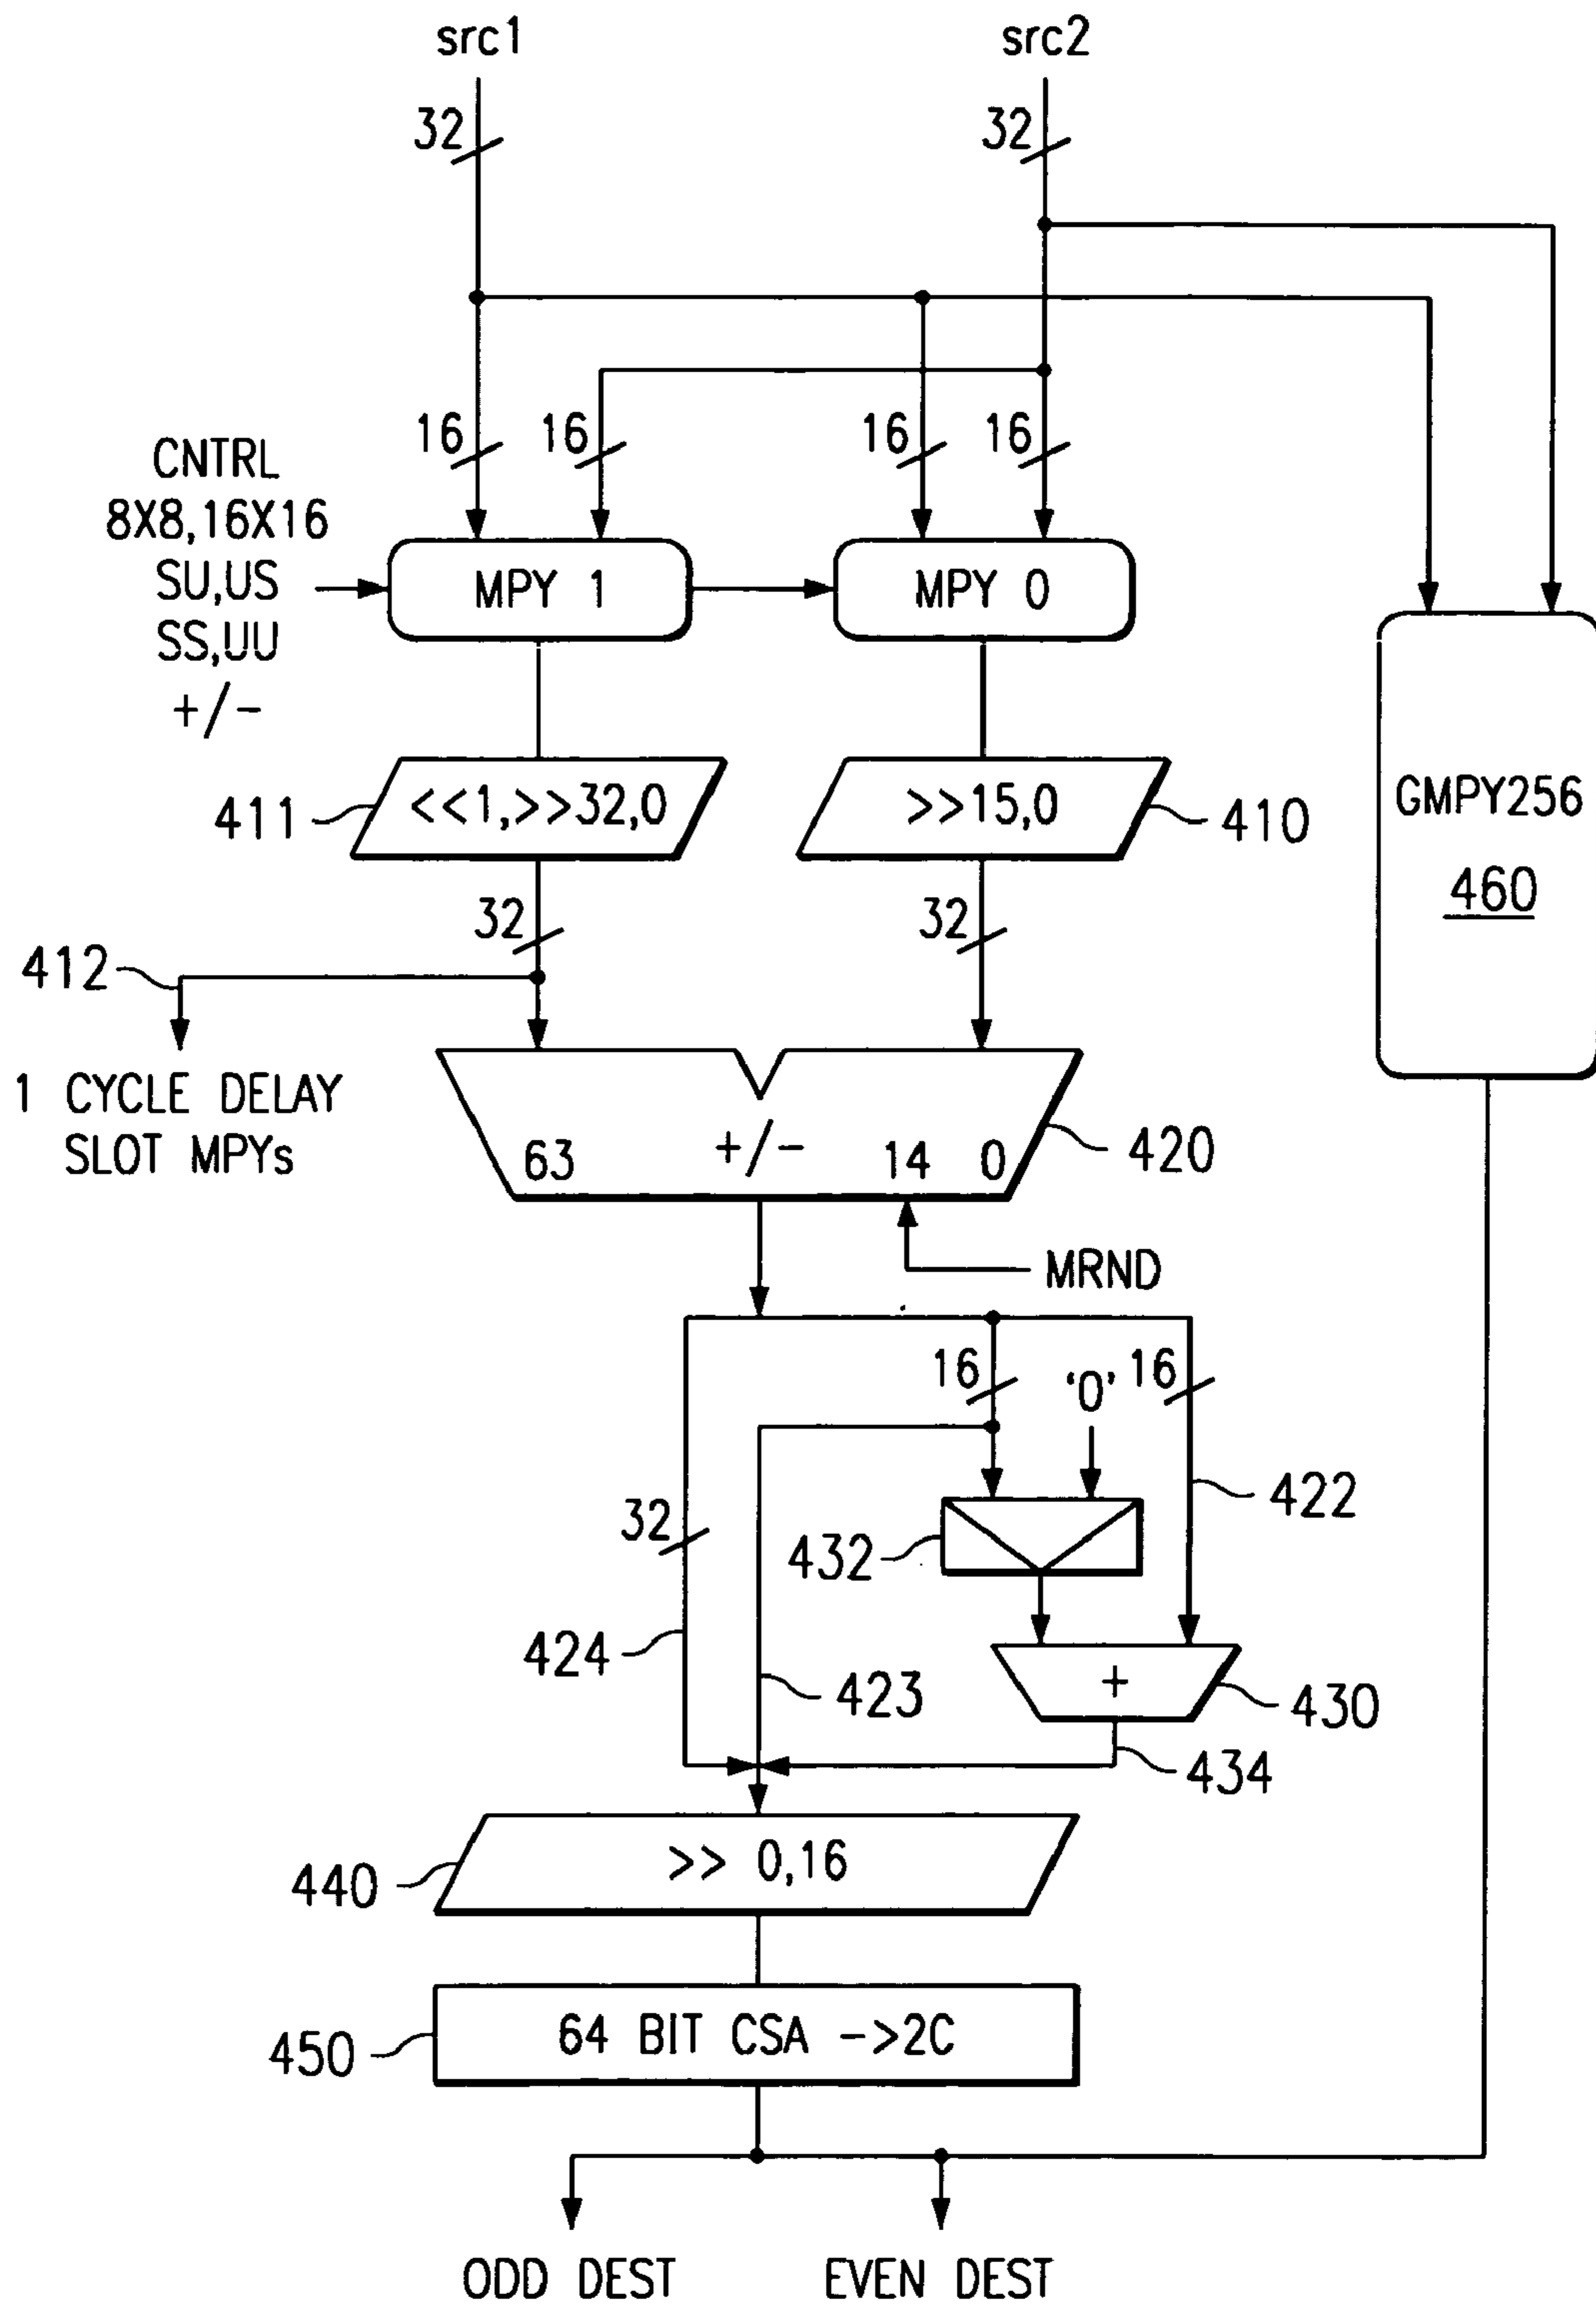 src1
src2
32
32
16
16
16
16
CNTRL
8X8,16X16
SU,US
SS,UU
+/-
MPY 1
MPY 0
411
<<1,>>32,0
>>15,0
410
GMPY256
460
32
32
412
1 CYCLE DELAY
SLOT MPYs
63
+/-
14
0
420
MRND
16
'0'
16
422
32
432
424
423
+
430
434
440
>> 0,16
450
64 BIT CSA ->2C
ODD DEST
EVEN DEST